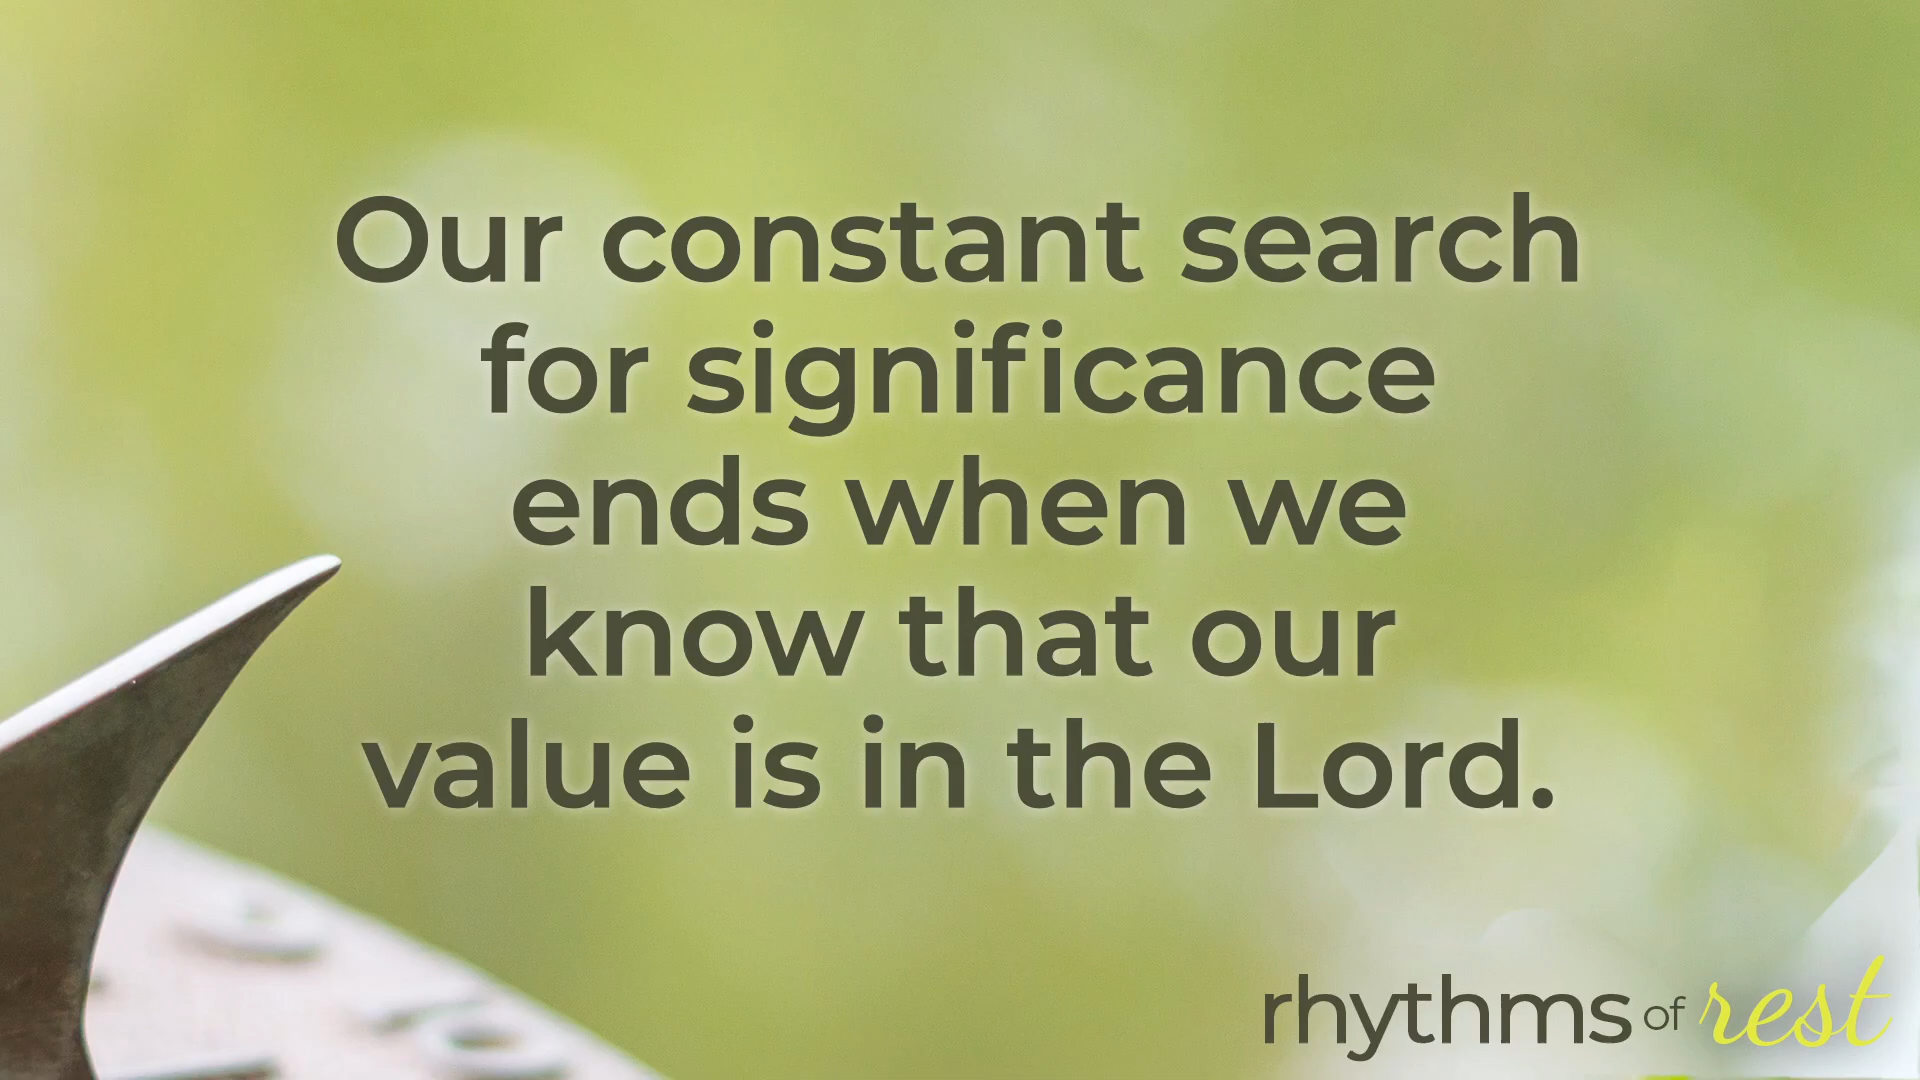 Our constant search
for significance
ends when we
know that our
value is in the Lord.
rhythms of rest